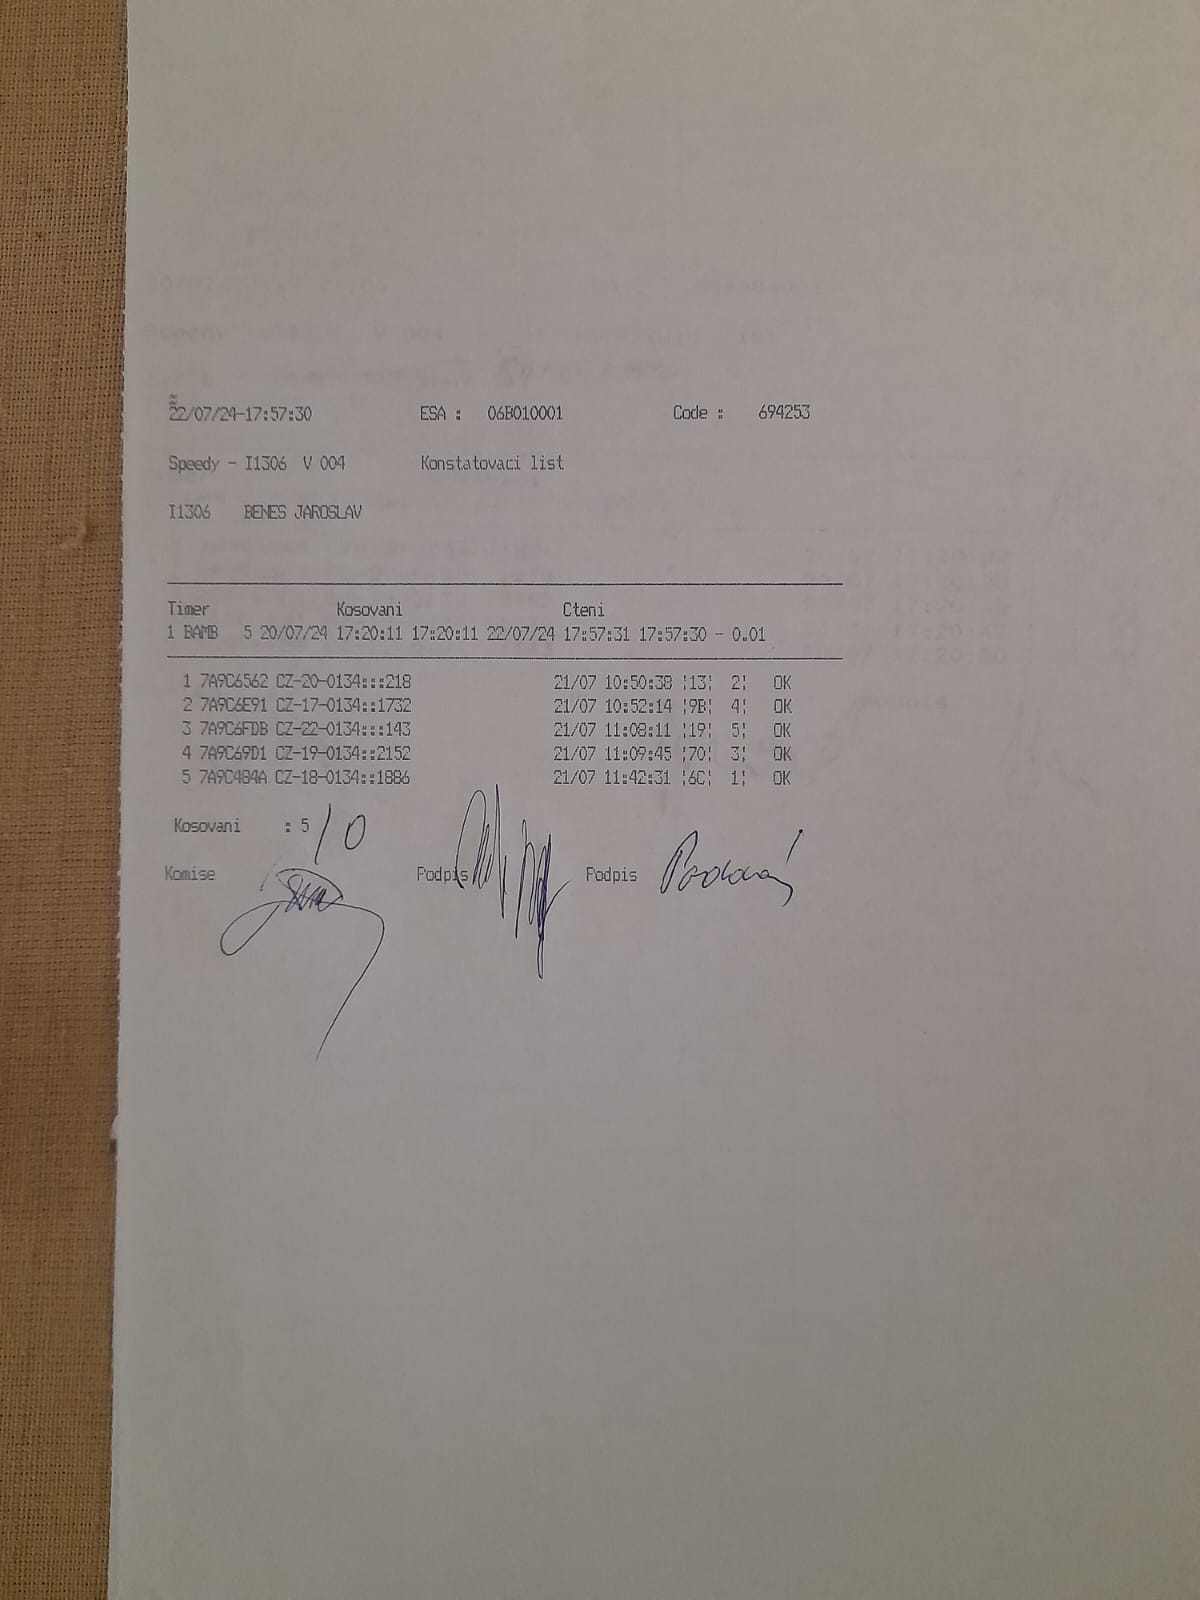 22/07/24-17:57:30 ESA : 06B010001 Code : 694253
Speedy - I1306 V 004 Konstatovaci list
I1306 BENES JAROSLAV
Timer Kosovani Cteni
1 BAMB 5 20/07/24 17:20:11 17:20:11 22/07/24 17:57:31 17:57:30 - 0.01
1 7A9C6562 CZ-20-0134:::218 21/07 10:50:38 ¦13¦ 2¦ OK
2 7A9C6E91 CZ-17-0134::1732 21/07 10:52:14 ¦9B¦ 4¦ OK
3 7A9C6FDB CZ-22-0134:::143 21/07 11:08:11 ¦19¦ 5¦ OK
4 7A9C69D1 CZ-19-0134::2152 21/07 11:09:45 ¦70¦ 3¦ OK
5 7A9C484A CZ-18-0134::1886 21/07 11:42:31 ¦6C¦ 1¦ OK
Kosovani : 5 / 0
Komise Podpis Podpis